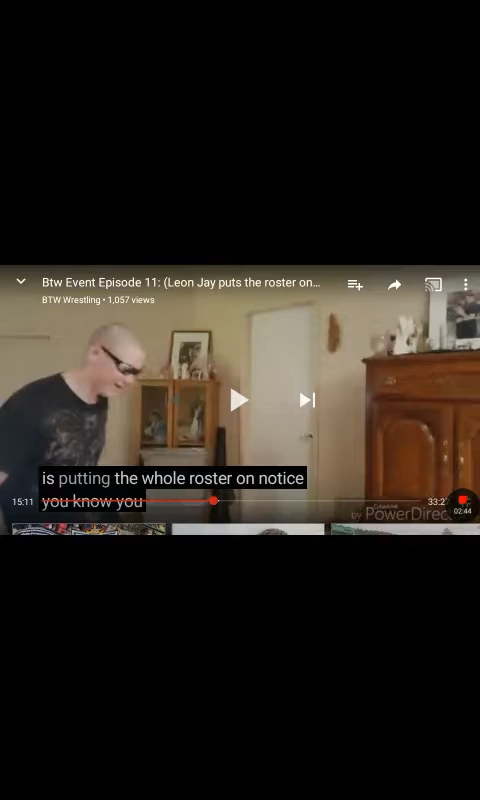 Btw Event Episode 11: (Leon Jay puts the roster on...
BTW Wrestling • 1,057 views
is putting the whole roster on notice
you know you
15:11
33:2
02:44
by PowerDirec